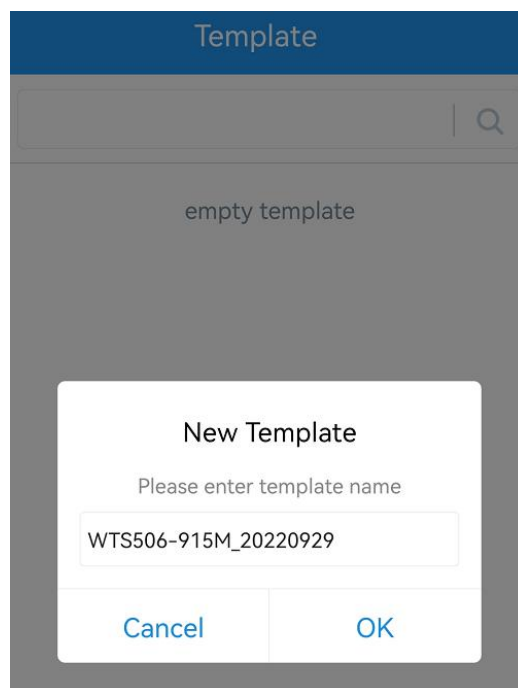 Template
empty template
New Template
Please enter template name
WTS506-915M_20220929
Cancel
OK